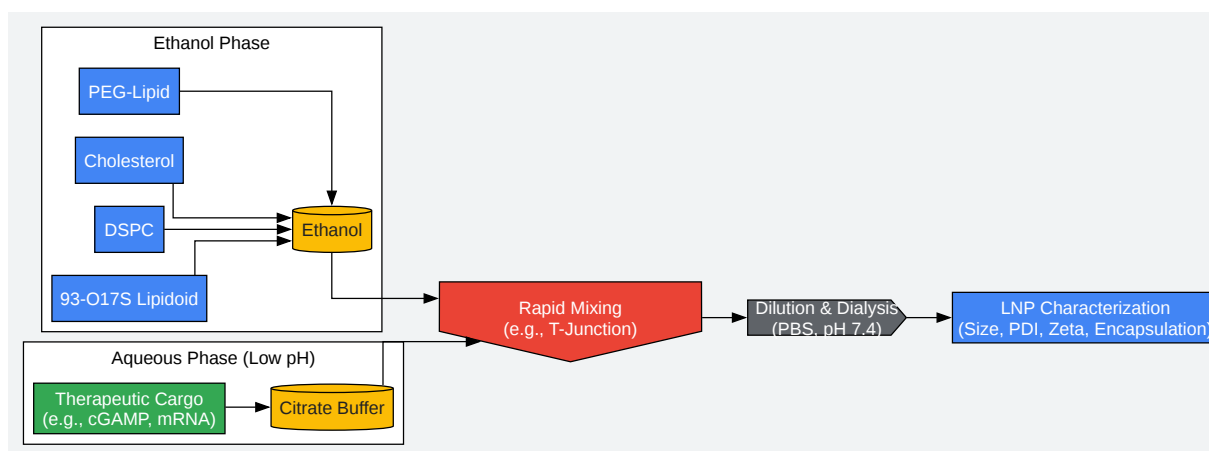 Ethanol Phase
PEG-Lipid
Cholesterol
DSPC
93-O17S Lipidoid
Ethanol
Aqueous Phase (Low pH)
Therapeutic Cargo
(e.g., cGAMP, mRNA)
Citrate Buffer
Rapid Mixing
(e.g., T-Junction)
Dilution & Dialysis
(PBS, pH 7.4)
LNP Characterization
(Size, PDI, Zeta, Encapsulation)